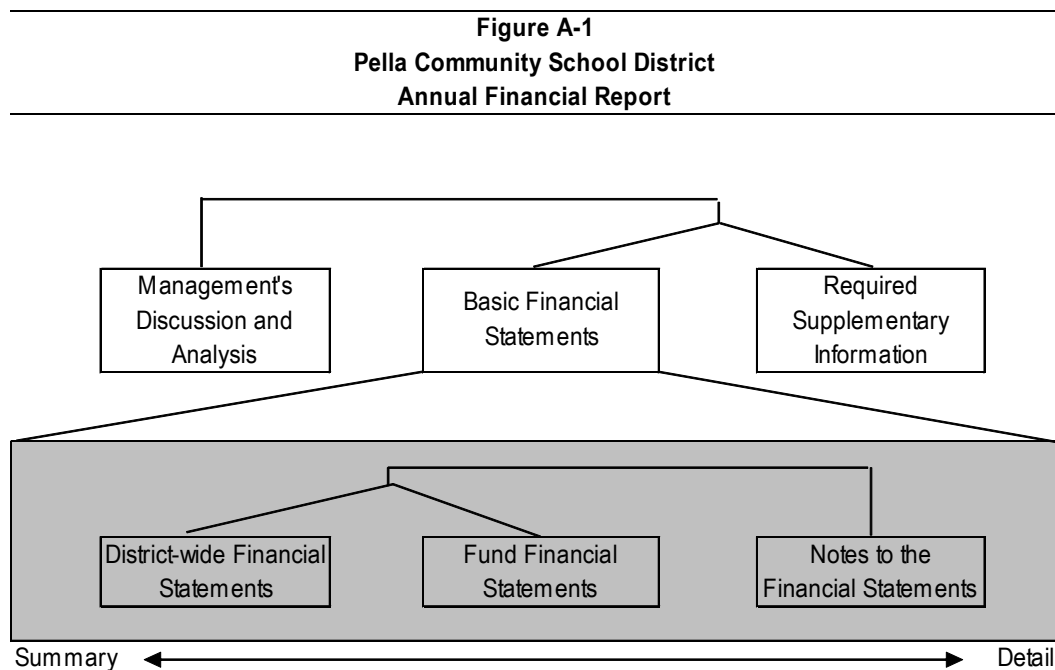 Figure A-1
Pella Community School District
Annual Financial Report
Management's
Discussion and
Analysis
Basic Financial
Statements
Required
Supplementary
Information
District-wide Financial
Statements
Fund Financial
Statements
Notes to the
Financial Statements
Summary
Detail